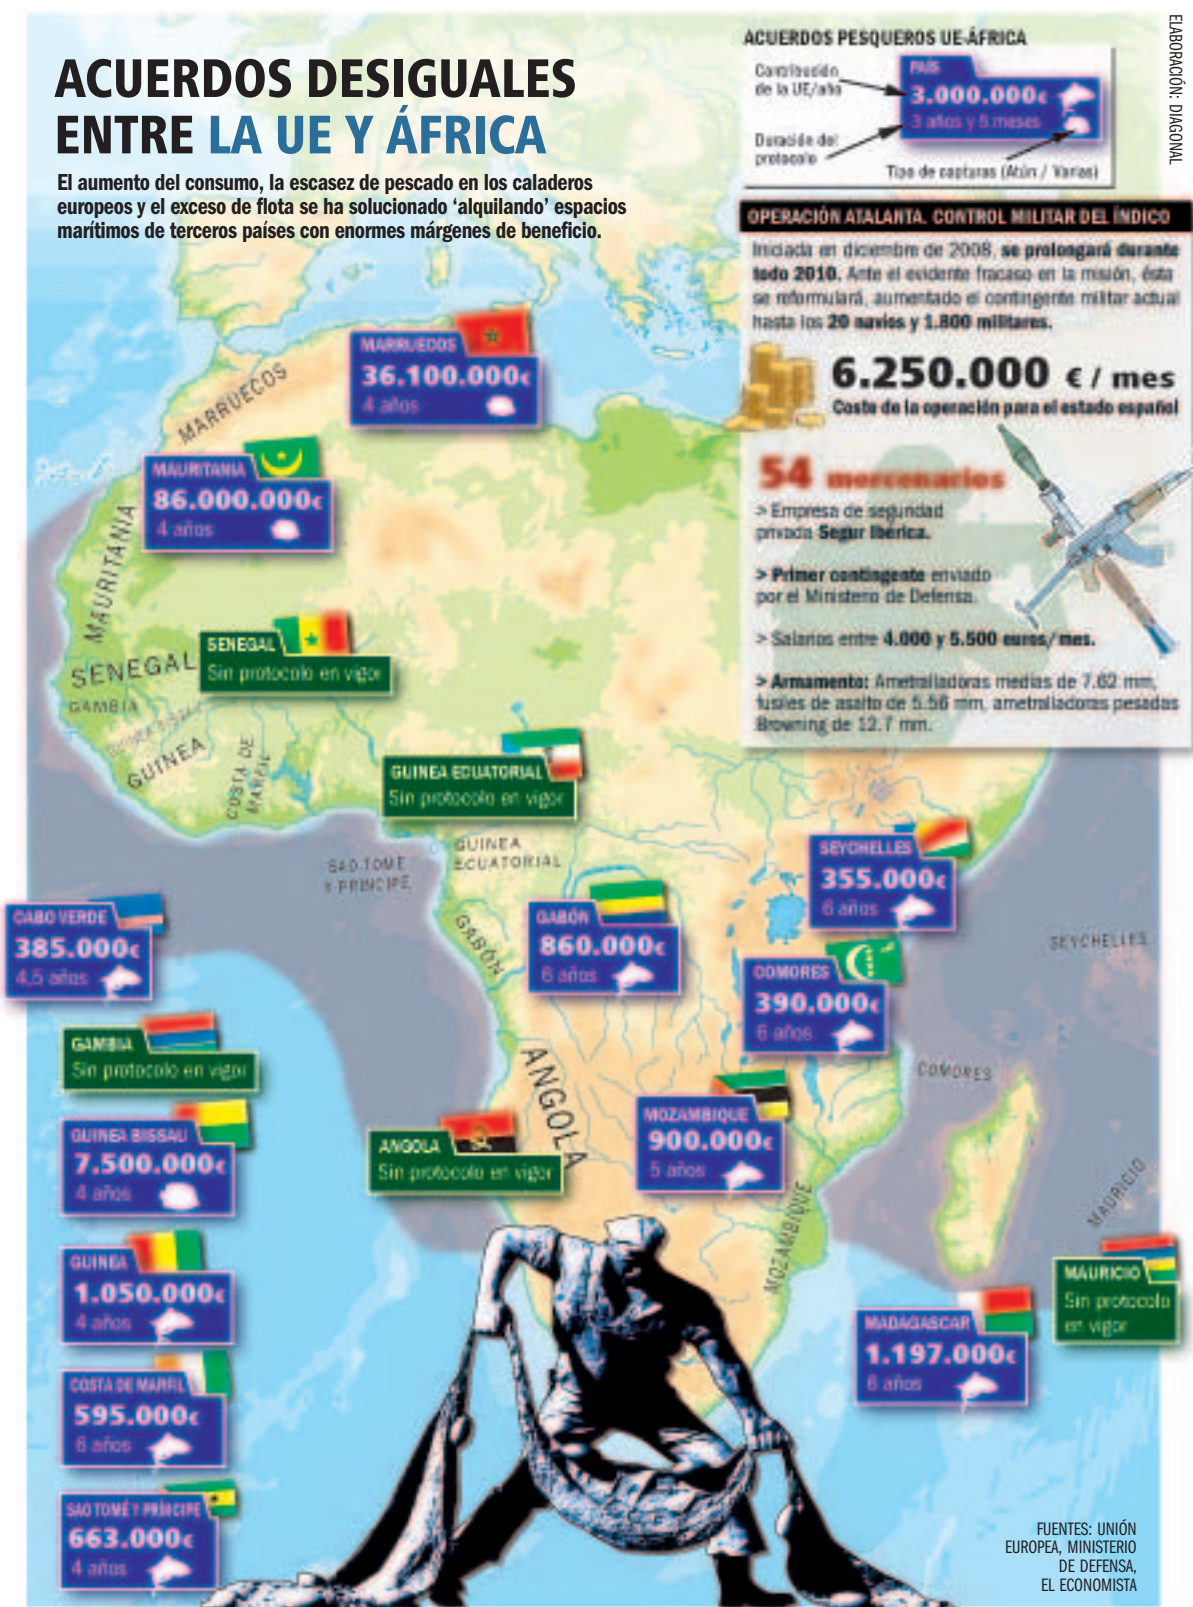 ACUERDOS DESIGUALES
ENTRE LA UE Y ÁFRICA
El aumento del consumo, la escasez de pescado en los caladeros
europeos y el exceso de flota se ha solucionado ‘alquilando’ espacios
marítimos de terceros países con enormes márgenes de beneficio.
ACUERDOS PESQUEROS UE-ÁFRICA
Contribución
de la UE/año
PAÍS
3.000.000€
3 años y 5 meses
Duración del
protocolo
Tipo de capturas (Atún / Varias)
ELABORACIÓN: DIAGONAL
OPERACIÓN ATALANTA. CONTROL MILITAR DEL ÍNDICO
Iniciada en diciembre de 2008, se prolongará durante
todo 2010. Ante el evidente fracaso en la misión, ésta
se reformulará, aumentado el contingente militar actual
hasta los 20 navíos y 1.800 militares.
6.250.000 € / mes
Coste de la operación para el estado español
54 mercenarios
> Empresa de seguridad
privada Segur Ibérica.
> Primer contingente enviado
por el Ministerio de Defensa.
> Salarios entre 4.000 y 5.500 euros/mes.
> Armamento: Ametralladoras medias de 7.62 mm,
fusiles de asalto de 5.56 mm, ametralladoras pesadas
Browning de 12.7 mm.
MARRUECOS
36.100.000€
4 años
MARRUECOS
MAURITANIA
86.000.000€
4 años
MAURITANIA
SENEGAL
Sin protocolo en vigor
SENEGAL
GAMBIA
GUINEA BISSAU
GUINEA
COSTA DE
MARFIL
GUINEA ECUATORIAL
Sin protocolo en vigor
GUINEA
ECUATORIAL
SAO TOME
Y PRINCIPE
SEYCHELLES
355.000€
6 años
CABO VERDE
385.000€
4,5 años
GABÓN
860.000€
6 años
GABÓN
SEYCHELLES
COMORES
390.000€
6 años
GAMBIA
Sin protocolo en vigor
ANGOLA
COMORES
GUINEA BISSAU
7.500.000€
4 años
ANGOLA
Sin protocolo en vigor
MOZAMBIQUE
900.000€
5 años
MOZAMBIQUE
MAURICIO
GUINEA
1.050.000€
4 años
MAURICIO
Sin protocolo
en vigor
MADAGASCAR
1.197.000€
6 años
COSTA DE MARFIL
595.000€
6 años
SAO TOMÉ Y PRÍNCIPE
663.000€
4 años
FUENTES: UNIÓN
EUROPEA, MINISTERIO
DE DEFENSA,
EL ECONOMISTA